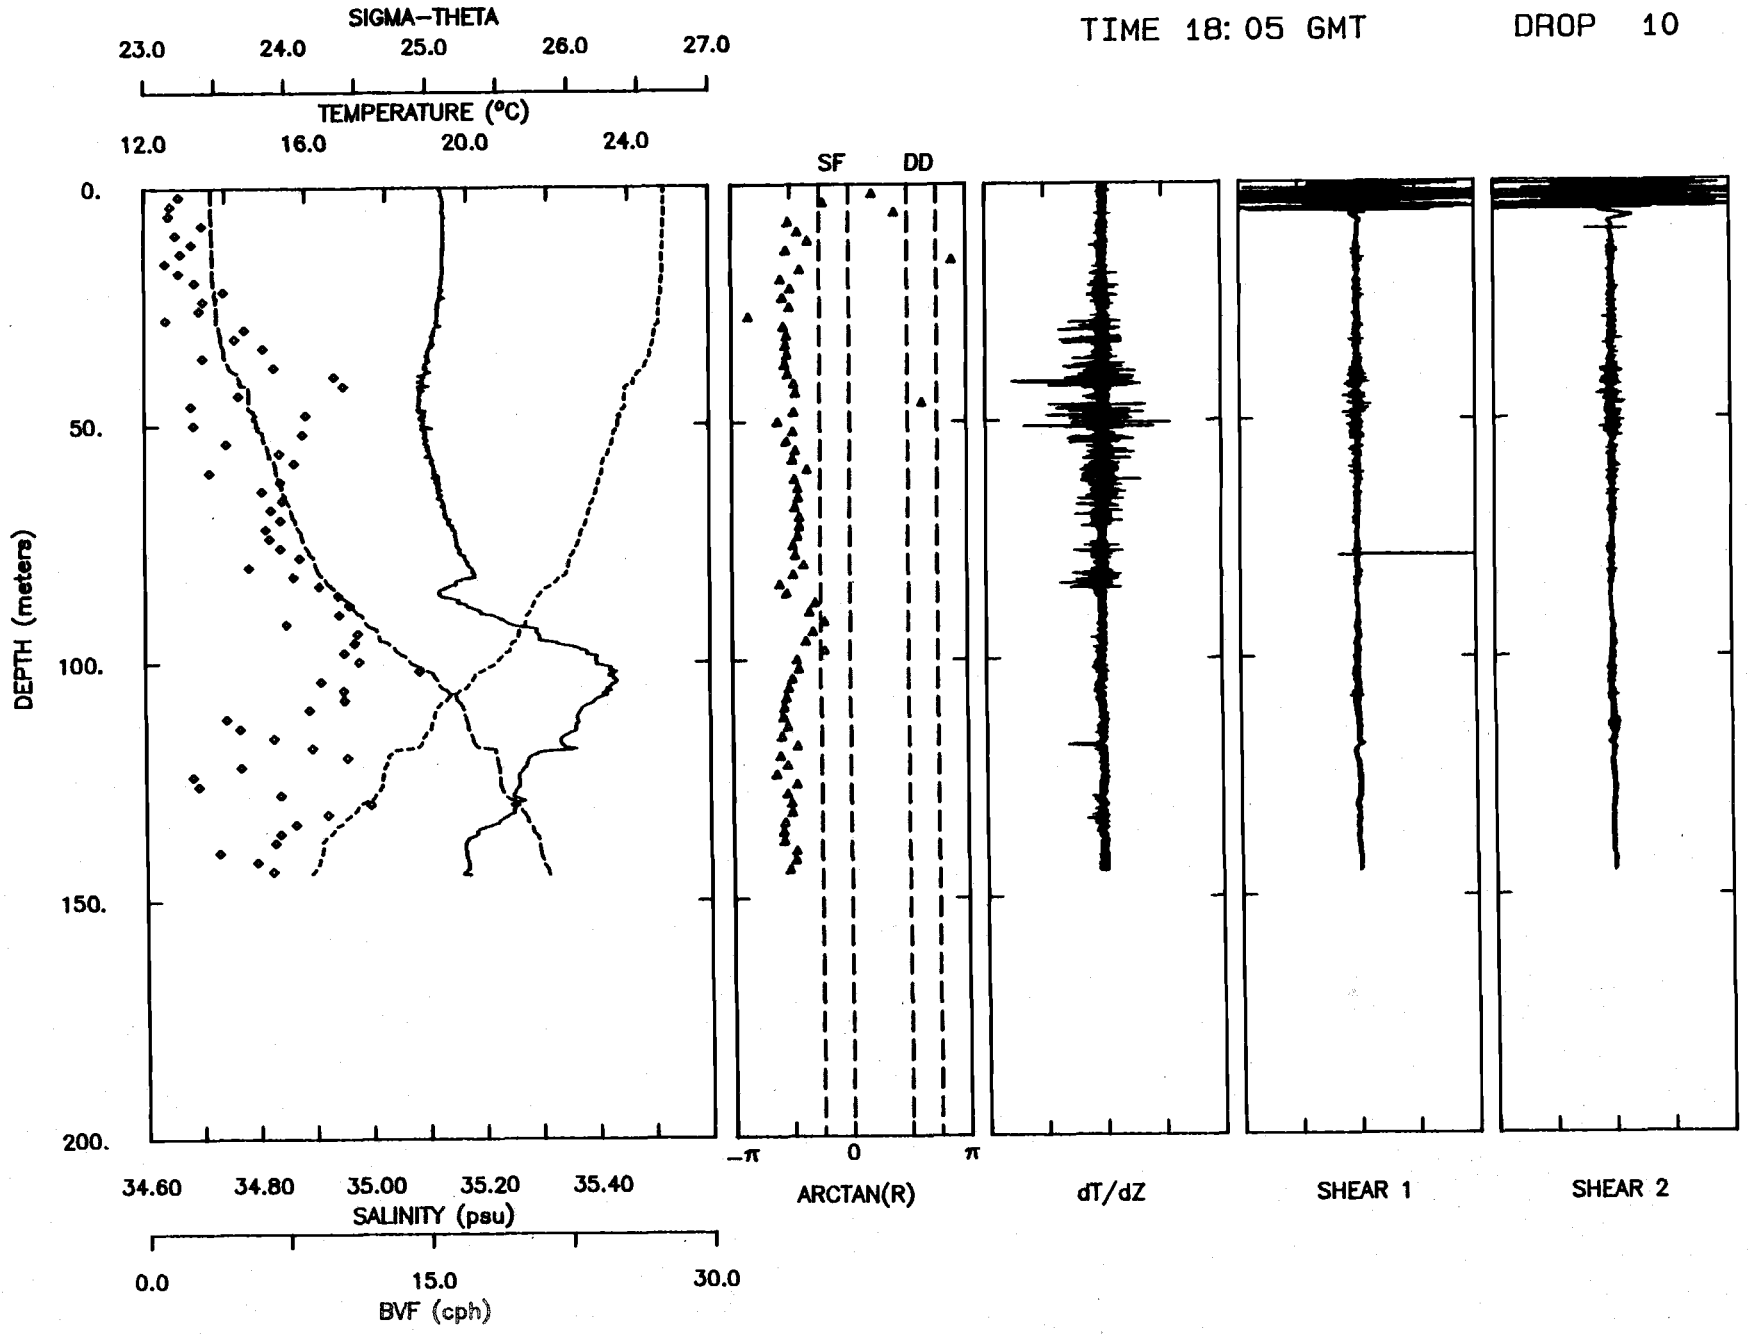 SIGMA-THETA
23.0 24.0 25.0 26.0 27.0
TIME 18:05 GMT DROP 10
TEMPERATURE (°C)
12.0 16.0 20.0 24.0
SF DD
0.
50.
100.
150.
200.
DEPTH (meters)
-π 0 π
34.60 34.80 35.00 35.20 35.40
SALINITY (psu)
ARCTAN(R) dT/dZ SHEAR 1 SHEAR 2
0.0 15.0 30.0
BVF (cph)